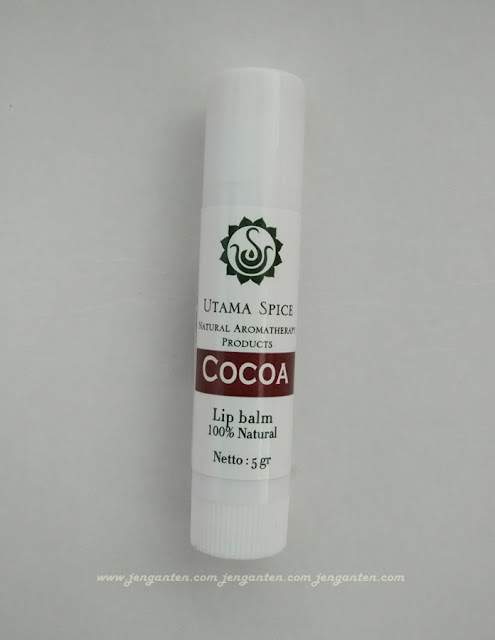 UTAMA SPICE
NATURAL AROMATHERAPY
PRODUCTS
COCOA
Lip balm
100% Natural
Netto : 5 gr
www.jenganten.com jenganten.com jenganten.com